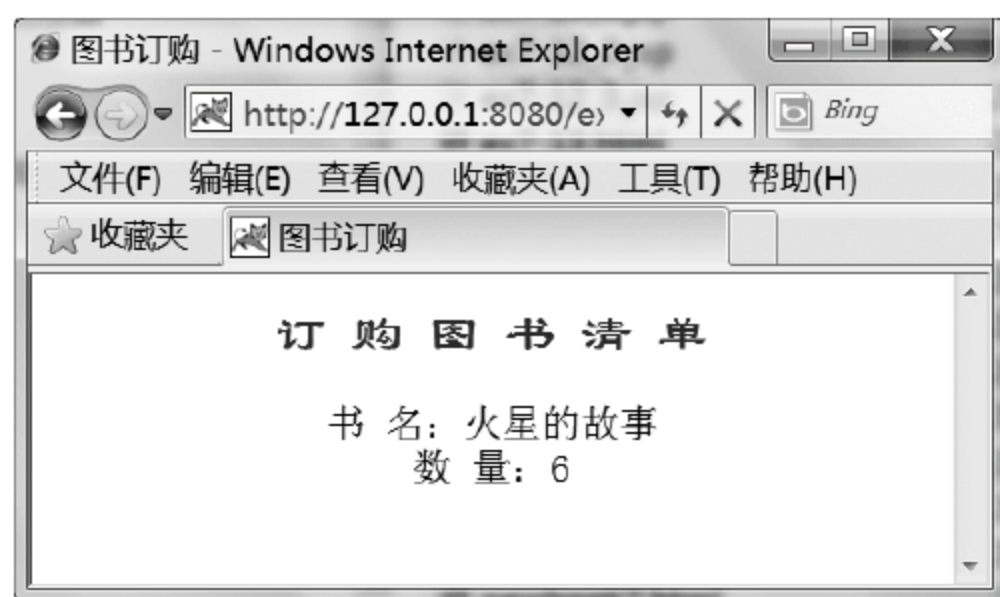 图书订购 - Windows Internet Explorer
http://127.0.0.1:8080/e
Bing
文件(F) 编辑(E) 查看(V) 收藏夹(A) 工具(T) 帮助(H)
收藏夹 图书订购
订 购 图 书 清 单
书 名：火星的故事
数 量：6